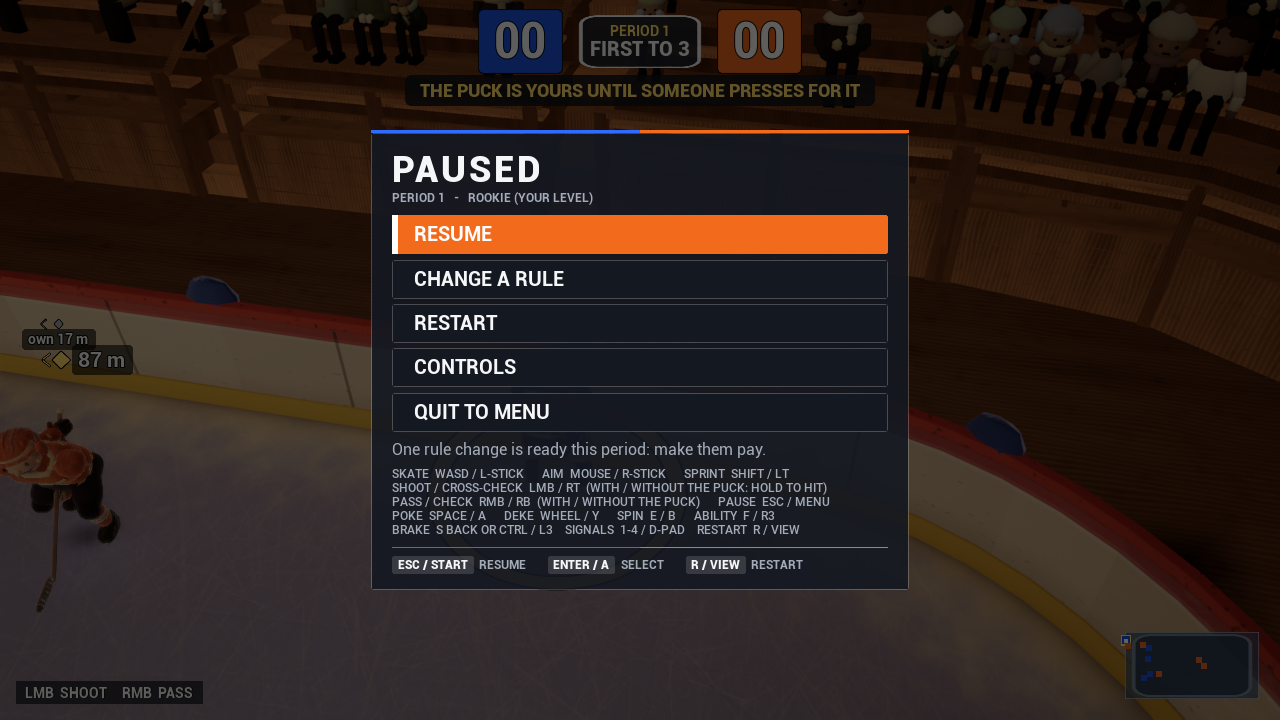 00
PERIOD 1
FIRST TO 3
00
THE PUCK IS YOURS UNTIL SOMEONE PRESSES FOR IT
PAUSED
PERIOD 1 - ROOKIE (YOUR LEVEL)
RESUME
CHANGE A RULE
RESTART
CONTROLS
QUIT TO MENU
One rule change is ready this period: make them pay.
SKATE WASD / L-STICK AIM MOUSE / R-STICK SPRINT SHIFT / LT
SHOOT / CROSS-CHECK LMB / RT (WITH / WITHOUT THE PUCK: HOLD TO HIT)
PASS / CHECK RMB / RB (WITH / WITHOUT THE PUCK) PAUSE ESC / MENU
POKE SPACE / A DEKE WHEEL / Y SPIN E / B ABILITY F / R3
BRAKE S BACK OR CTRL / L3 SIGNALS 1-4 / D-PAD RESTART R / VIEW
ESC / START RESUME ENTER / A SELECT R / VIEW RESTART
own 17 m
87 m
LMB SHOOT RMB PASS